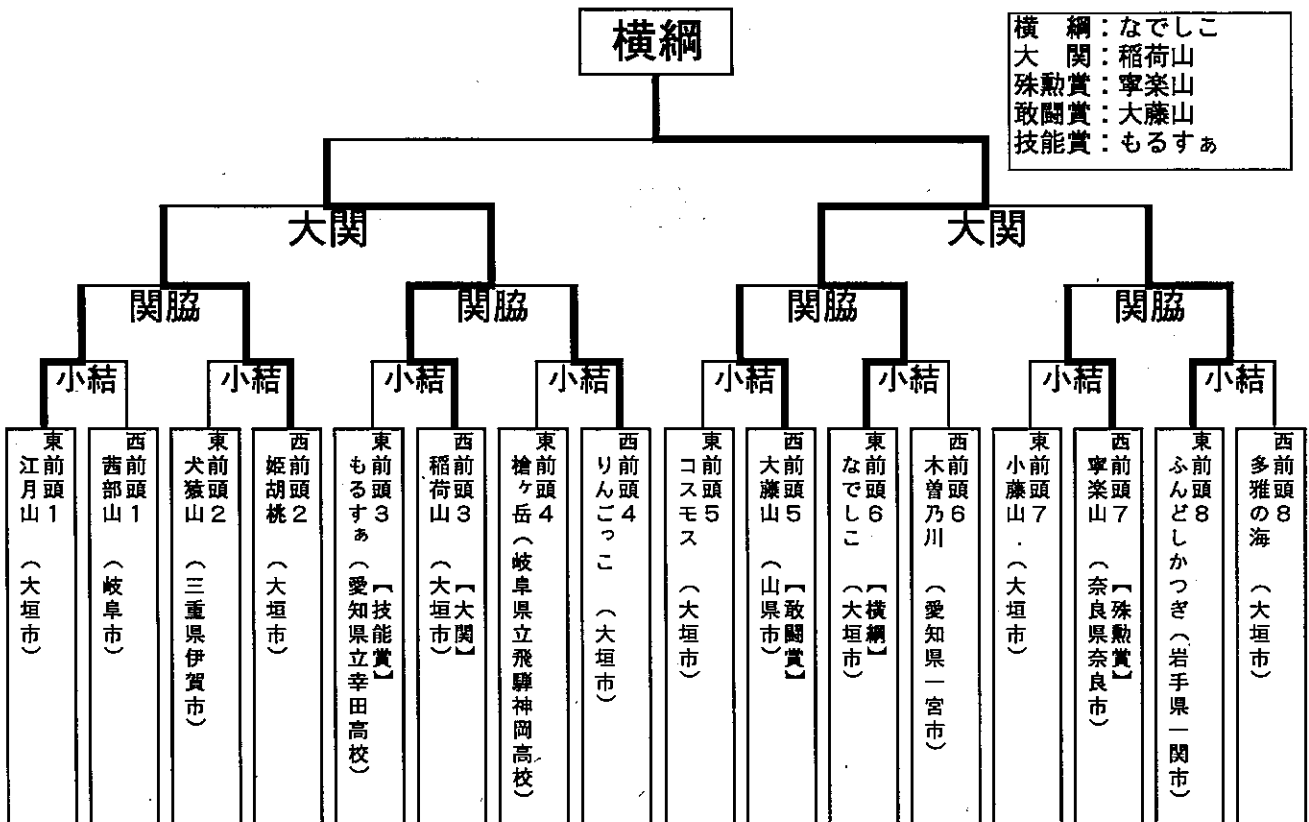 横綱
横　綱：なでしこ
大　関：稲荷山
殊勲賞：寧楽山
敢闘賞：大藤山
技能賞：もるすぁ
大関
大関
関脇
関脇
関脇
関脇
小結
小結
小結
小結
小結
小結
小結
小結
東前頭1
江月山　（大垣市）
西前頭1
茜部山　（岐阜市）
東前頭2
犬猿山　（三重県伊賀市）
西前頭2
姫胡桃　（大垣市）
東前頭3　【技能賞】
もるすぁ（愛知県立幸田高校）
西前頭3　【大関】
稲荷山　（大垣市）
東前頭4
槍ヶ岳（岐阜県立飛騨神岡高校）
西前頭4
りんごっこ　（大垣市）
東前頭5
コスモス　（大垣市）
西前頭5　【敢闘賞】
大藤山　（山県市）
東前頭6　【横綱】
なでしこ　（大垣市）
西前頭6
木曽乃川　（愛知県一宮市）
東前頭7
小藤山．（大垣市）
西前頭7　【殊勲賞】
寧楽山　（奈良県奈良市）
東前頭8
ふんどしかつぎ（岩手県一関市）
西前頭8
多雅の海　（大垣市）